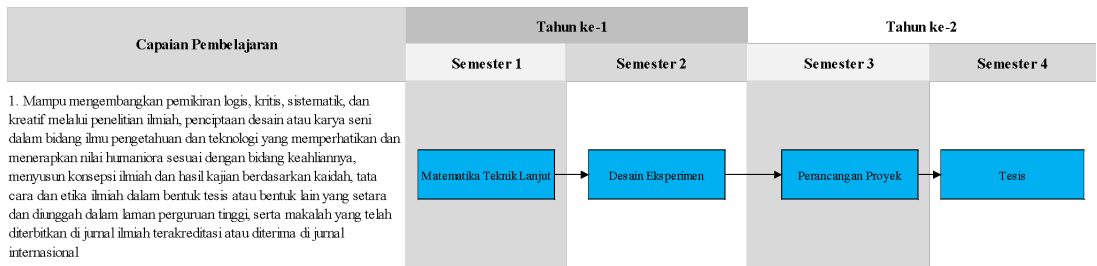 Capaian Pembelajaran
Tahun ke-1
Tahun ke-2
Semester 1
Semester 2
Semester 3
Semester 4
1. Mampu mengembangkan pemikiran logis, kritis, sistematik, dan
kreatif melalui penelitian ilmiah, penciptaan desain atau karya seni
dalam bidang ilmu pengetahuan dan teknologi yang memperhatikan dan
menerapkan nilai humaniora sesuai dengan bidang keahliannya,
menyusun konsepsi ilmiah dan hasil kajian berdasarkan kaidah, tata
cara dan etika ilmiah dalam bentuk tesis atau bentuk lain yang setara
dan diunggah dalam laman perguruan tinggi, serta makalah yang telah
diterbitkan di jurnal ilmiah terakreditasi atau diterima di jurnal
internasional
Matematika Teknik Lanjut
Desain Eksperimen
Perancangan Proyek
Tesis